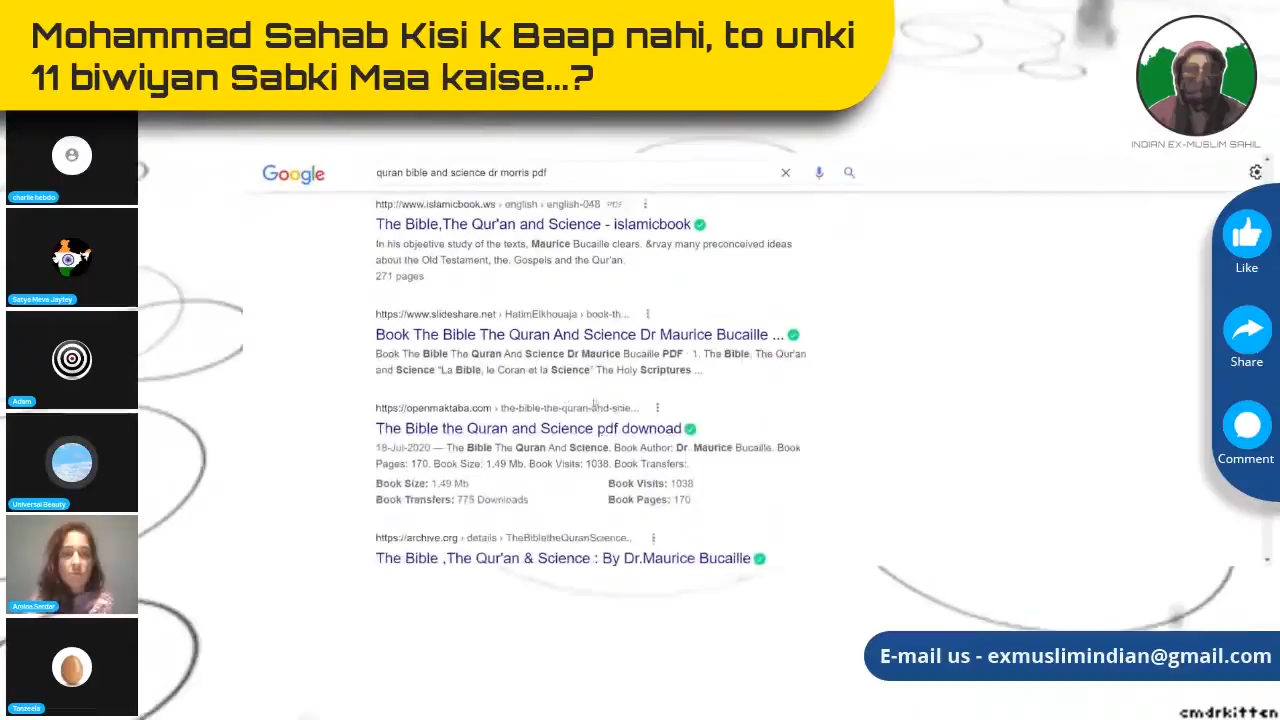 Mohammad Sahab Kisi k Baap nahi, to unki
11 biwiyan Sabki Maa kaise...?
INDIAN EX-MUSLIM SAHIL
charlie hebdo
Satya Meva Jaytey
Adam
Universal Beauty
Amina Sardar
Tanzeela
Google
quran bible and science dr morris pdf
http://www.islamicbook.ws › english › english-048 PDF
The Bible,The Qur'an and Science - islamicbook
In his objeetive study of the texts, Maurice Bucaille clears. &rvay many preconceived ideas
about the Old Testament, the. Gospels and the Qur'an.
271 pages
https://www.slideshare.net › HatimElkhouaja › book-th...
Book The Bible The Quran And Science Dr Maurice Bucaille ...
Book The Bible The Quran And Science Dr Maurice Bucaille PDF · 1. The Bible, The Qur'an
and Science "La Bible, le Coran et la Science" The Holy Scriptures ...
https://openmaktaba.com › the-bible-the-quran-and-scie...
The Bible the Quran and Science pdf downoad
18-Jul-2020 — The Bible The Quran And Science. Book Author: Dr. Maurice Bucaille. Book
Pages: 170. Book Size: 1.49 Mb. Book Visits: 1038. Book Transfers:.
Book Size: 1.49 Mb
Book Visits: 1038
Book Transfers: 775 Downloads
Book Pages: 170
https://archive.org › details › TheBibletheQuranScience..
The Bible ,The Qur'an & Science : By Dr.Maurice Bucaille
Like
Share
Comment
E-mail us - exmuslimindian@gmail.com
cmdrkitten